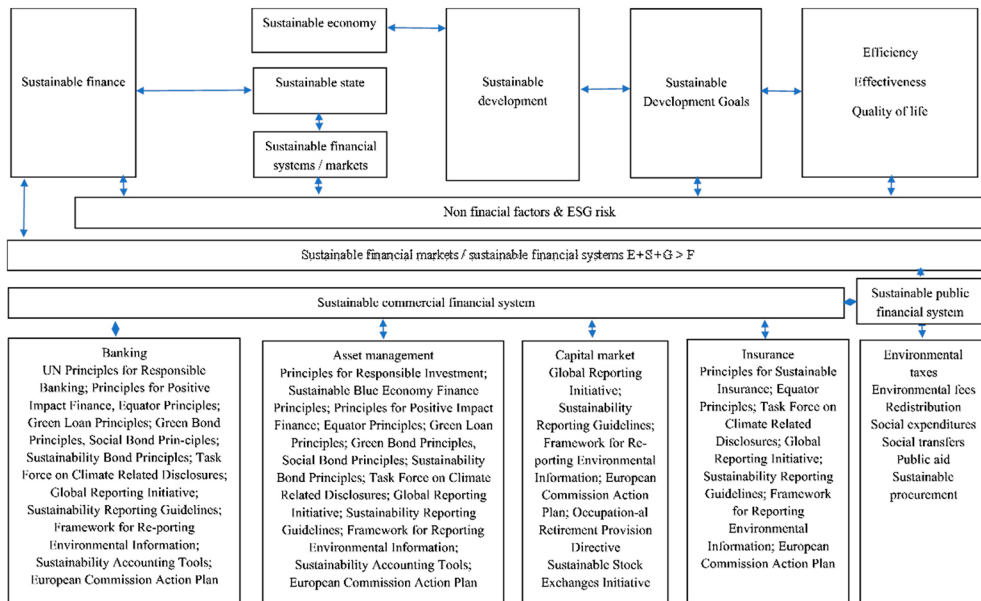 Sustainable finance
Sustainable economy
Sustainable state
Sustainable financial
systems / markets
Sustainable
development
Sustainable
Development Goals
Efficiency
Effectiveness
Quality of life
Non finacial factors & ESG risk
Sustainable financial markets / sustainable financial systems E+S+G > F
Sustainable commercial financial system
Sustainable public
financial system
Banking
UN Principles for Responsible
Banking; Principles for Positive
Impact Finance, Equator Principles;
Green Loan Principles; Green Bond
Principles, Social Bond Prin-ciples;
Sustainability Bond Principles; Task
Force on Climate Related Disclosures;
Global Reporting Initiative;
Sustainability Reporting Guidelines;
Framework for Re-porting
Environmental Information;
Sustainability Accounting Tools;
European Commission Action Plan
Asset management
Principles for Responsible Investment;
Sustainable Blue Economy Finance
Principles; Principles for Positive Impact
Finance; Equator Principles; Green Loan
Principles; Green Bond Principles,
Social Bond Principles; Sustainability
Bond Principles; Task Force on Climate
Related Disclosures; Global Reporting
Initiative; Sustainability Reporting
Guidelines; Framework for Reporting
Environmental Information;
Sustainability Accounting Tools;
European Commission Action Plan
Capital market
Global Reporting
Initiative;
Sustainability
Reporting Guidelines;
Framework for Re-
porting Environmental
Information; European
Commission Action
Plan; Occupation-al
Retirement Provision
Directive
Sustainable Stock
Exchanges Initiative
Insurance
Principles for Sustainable
Insurance; Equator
Principles; Task Force on
Climate Related
Disclosures; Global
Reporting Initiative;
Sustainability Reporting
Guidelines; Framework
for Reporting
Environmental
Information; European
Commission Action Plan
Environmental
taxes
Environmental fees
Redistribution
Social expenditures
Social transfers
Public aid
Sustainable
procurement